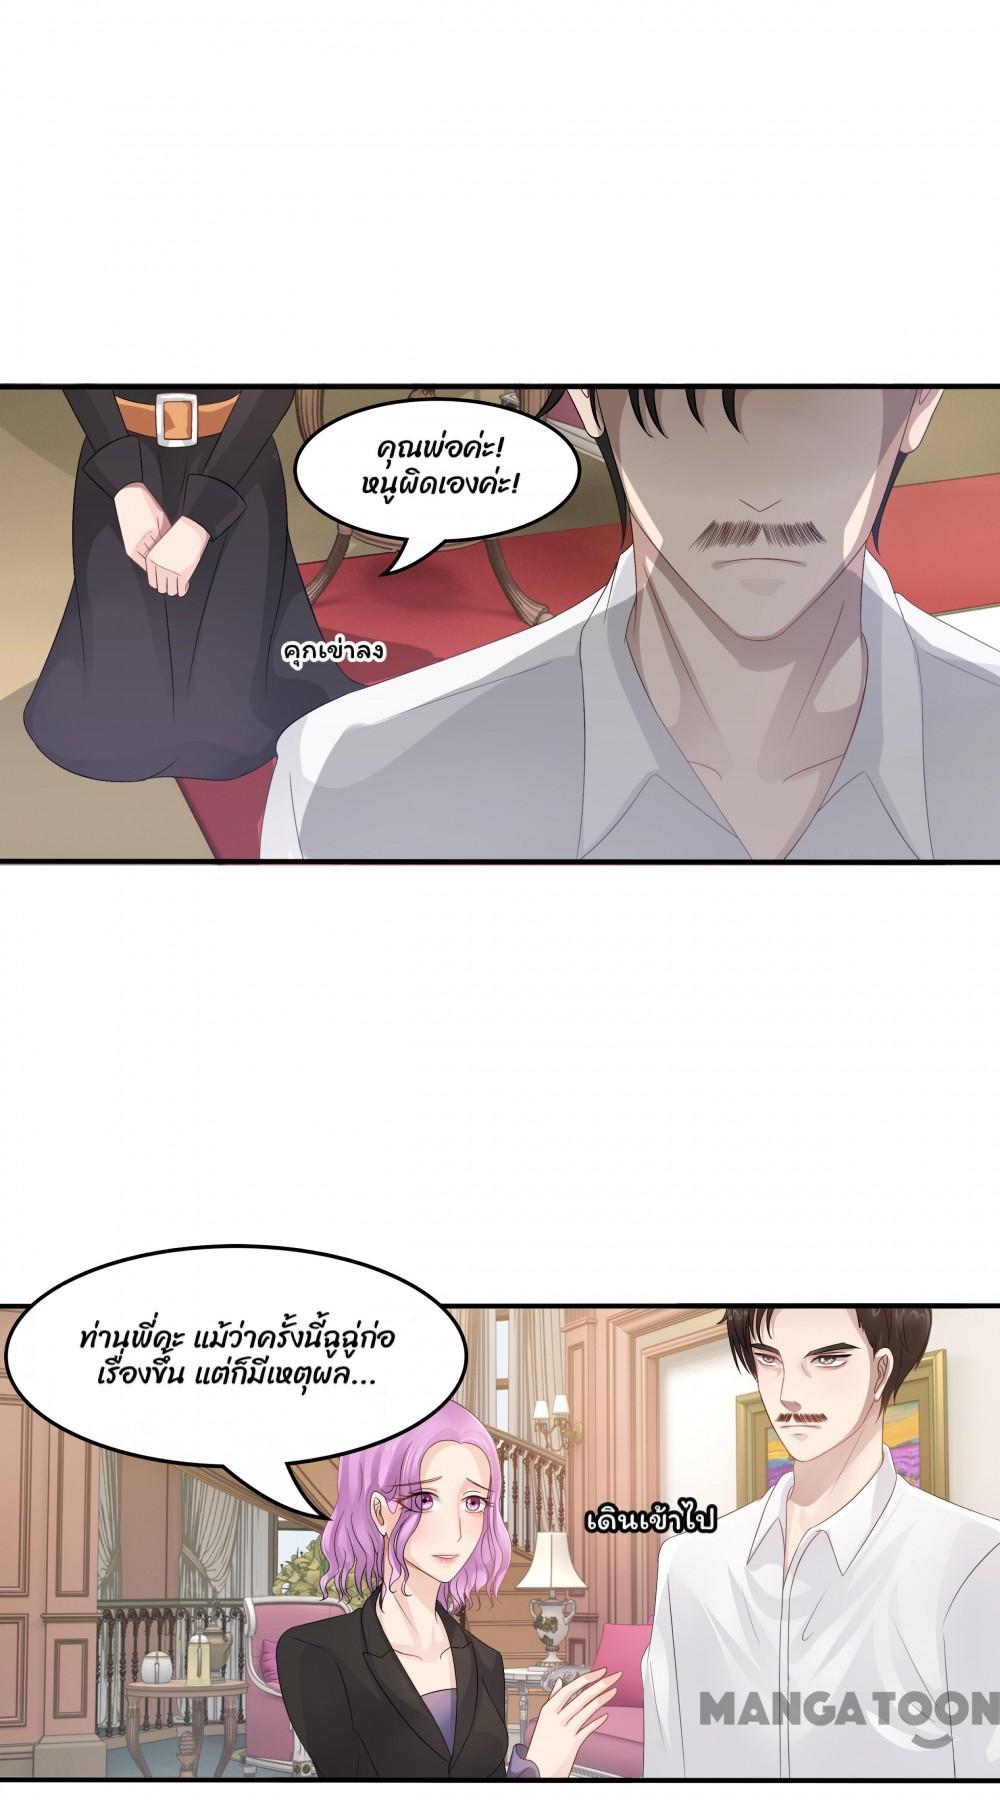 คุณพ่อค่ะ!
หนูผิดเองค่ะ!
คุกเข่าลง
ท่านพี่คะ แม้ว่าครั้งนี้ฉูฉู่ก่อ
เรื่องขึ้น แต่ก็มีเหตุผล...
เดินเข้าไป
MANGATOON